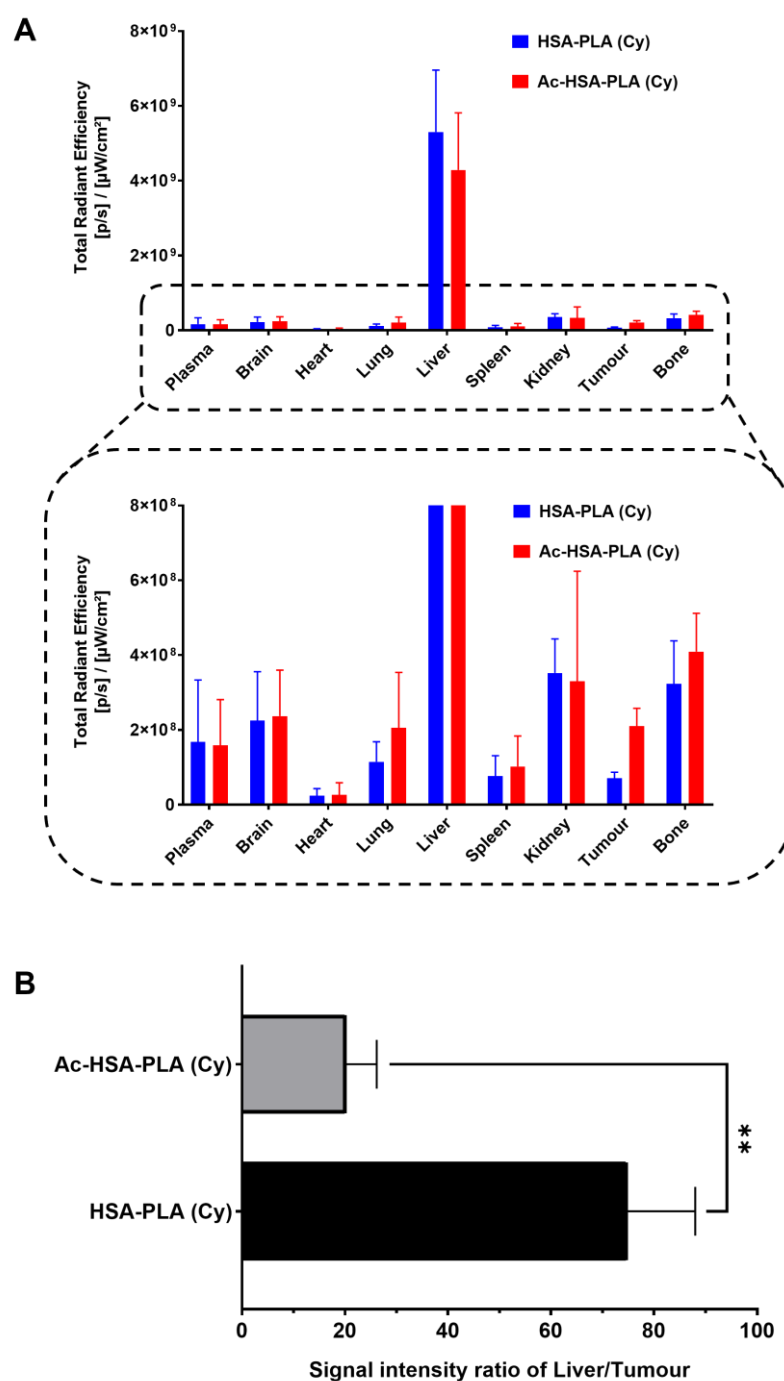 A
Total Radiant Efficiency
[p/s] / [µW/cm²]
8×10⁹
6×10⁹
4×10⁹
2×10⁹
0
HSA-PLA (Cy)
Ac-HSA-PLA (Cy)
Plasma
Brain
Heart
Lung
Liver
Spleen
Kidney
Tumour
Bone
Total Radiant Efficiency
[p/s] / [µW/cm²]
8×10⁸
6×10⁸
4×10⁸
2×10⁸
0
HSA-PLA (Cy)
Ac-HSA-PLA (Cy)
Plasma
Brain
Heart
Lung
Liver
Spleen
Kidney
Tumour
Bone
B
Ac-HSA-PLA (Cy)
HSA-PLA (Cy)
**
0 20 40 60 80 100
Signal intensity ratio of Liver/Tumour